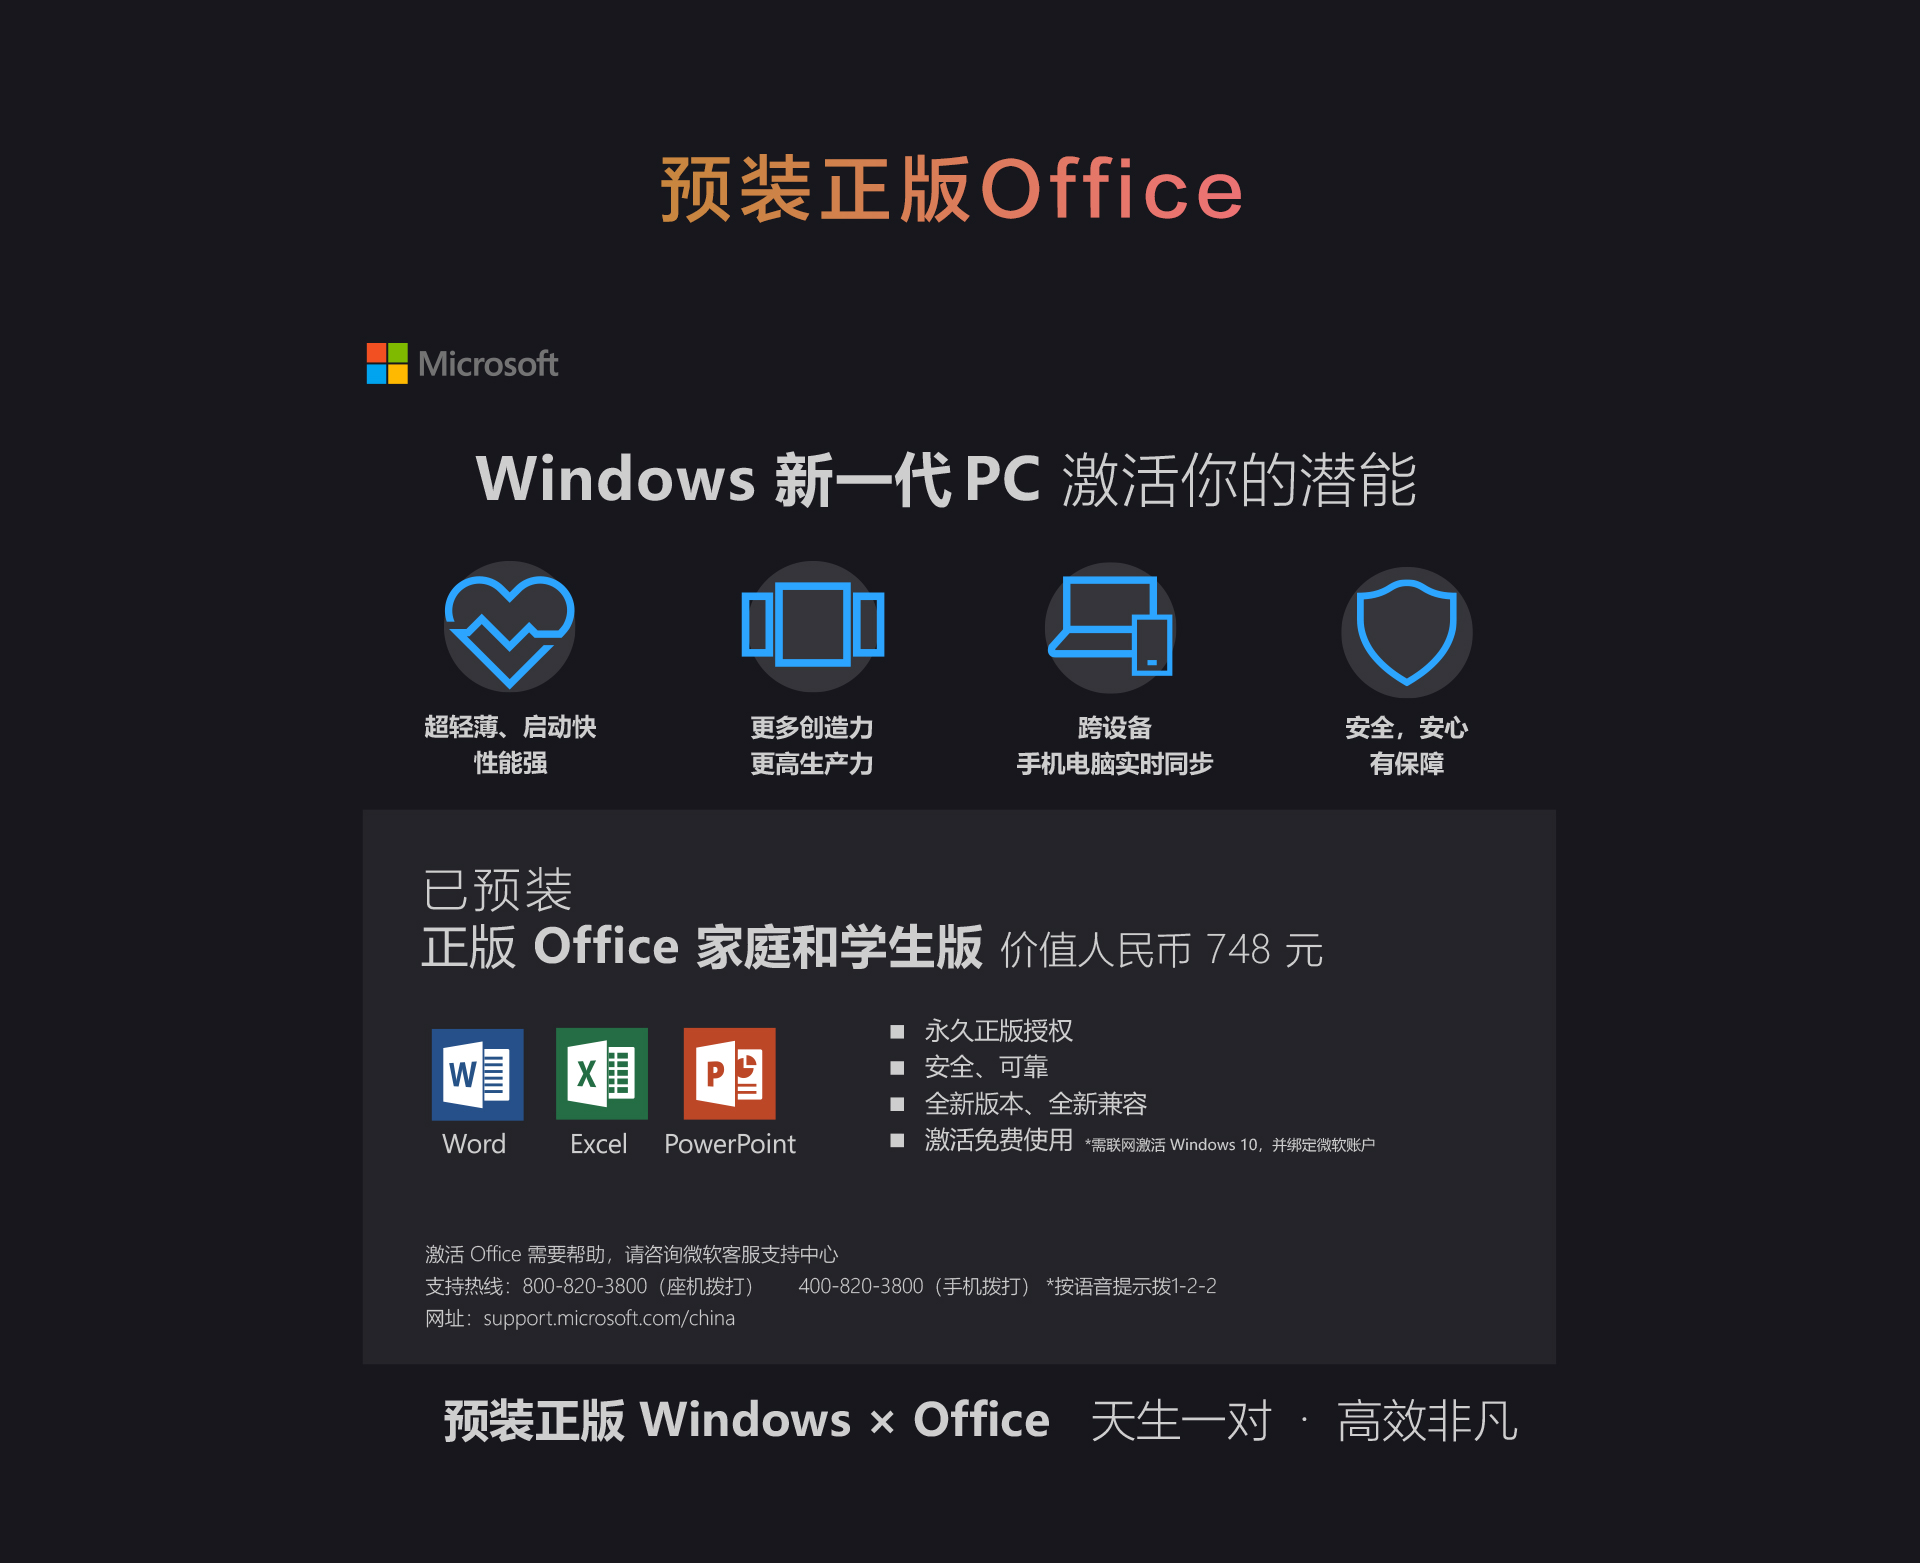 预装正版Office
Microsoft
Windows 新一代 PC 激活你的潜能
超轻薄、启动快
性能强
更多创造力
更高生产力
跨设备
手机电脑实时同步
安全，安心
有保障
已预装
正版 Office 家庭和学生版 价值人民币 748 元
W
X
P
Word
Excel
PowerPoint
■ 永久正版授权
■ 安全、可靠
■ 全新版本、全新兼容
■ 激活免费使用 *需联网激活 Windows 10，并绑定微软账户
激活 Office 需要帮助，请咨询微软客服支持中心
支持热线：800-820-3800（座机拨打） 400-820-3800（手机拨打） *按语音提示拨1-2-2
网址：support.microsoft.com/china
预装正版 Windows × Office 天生一对 · 高效非凡